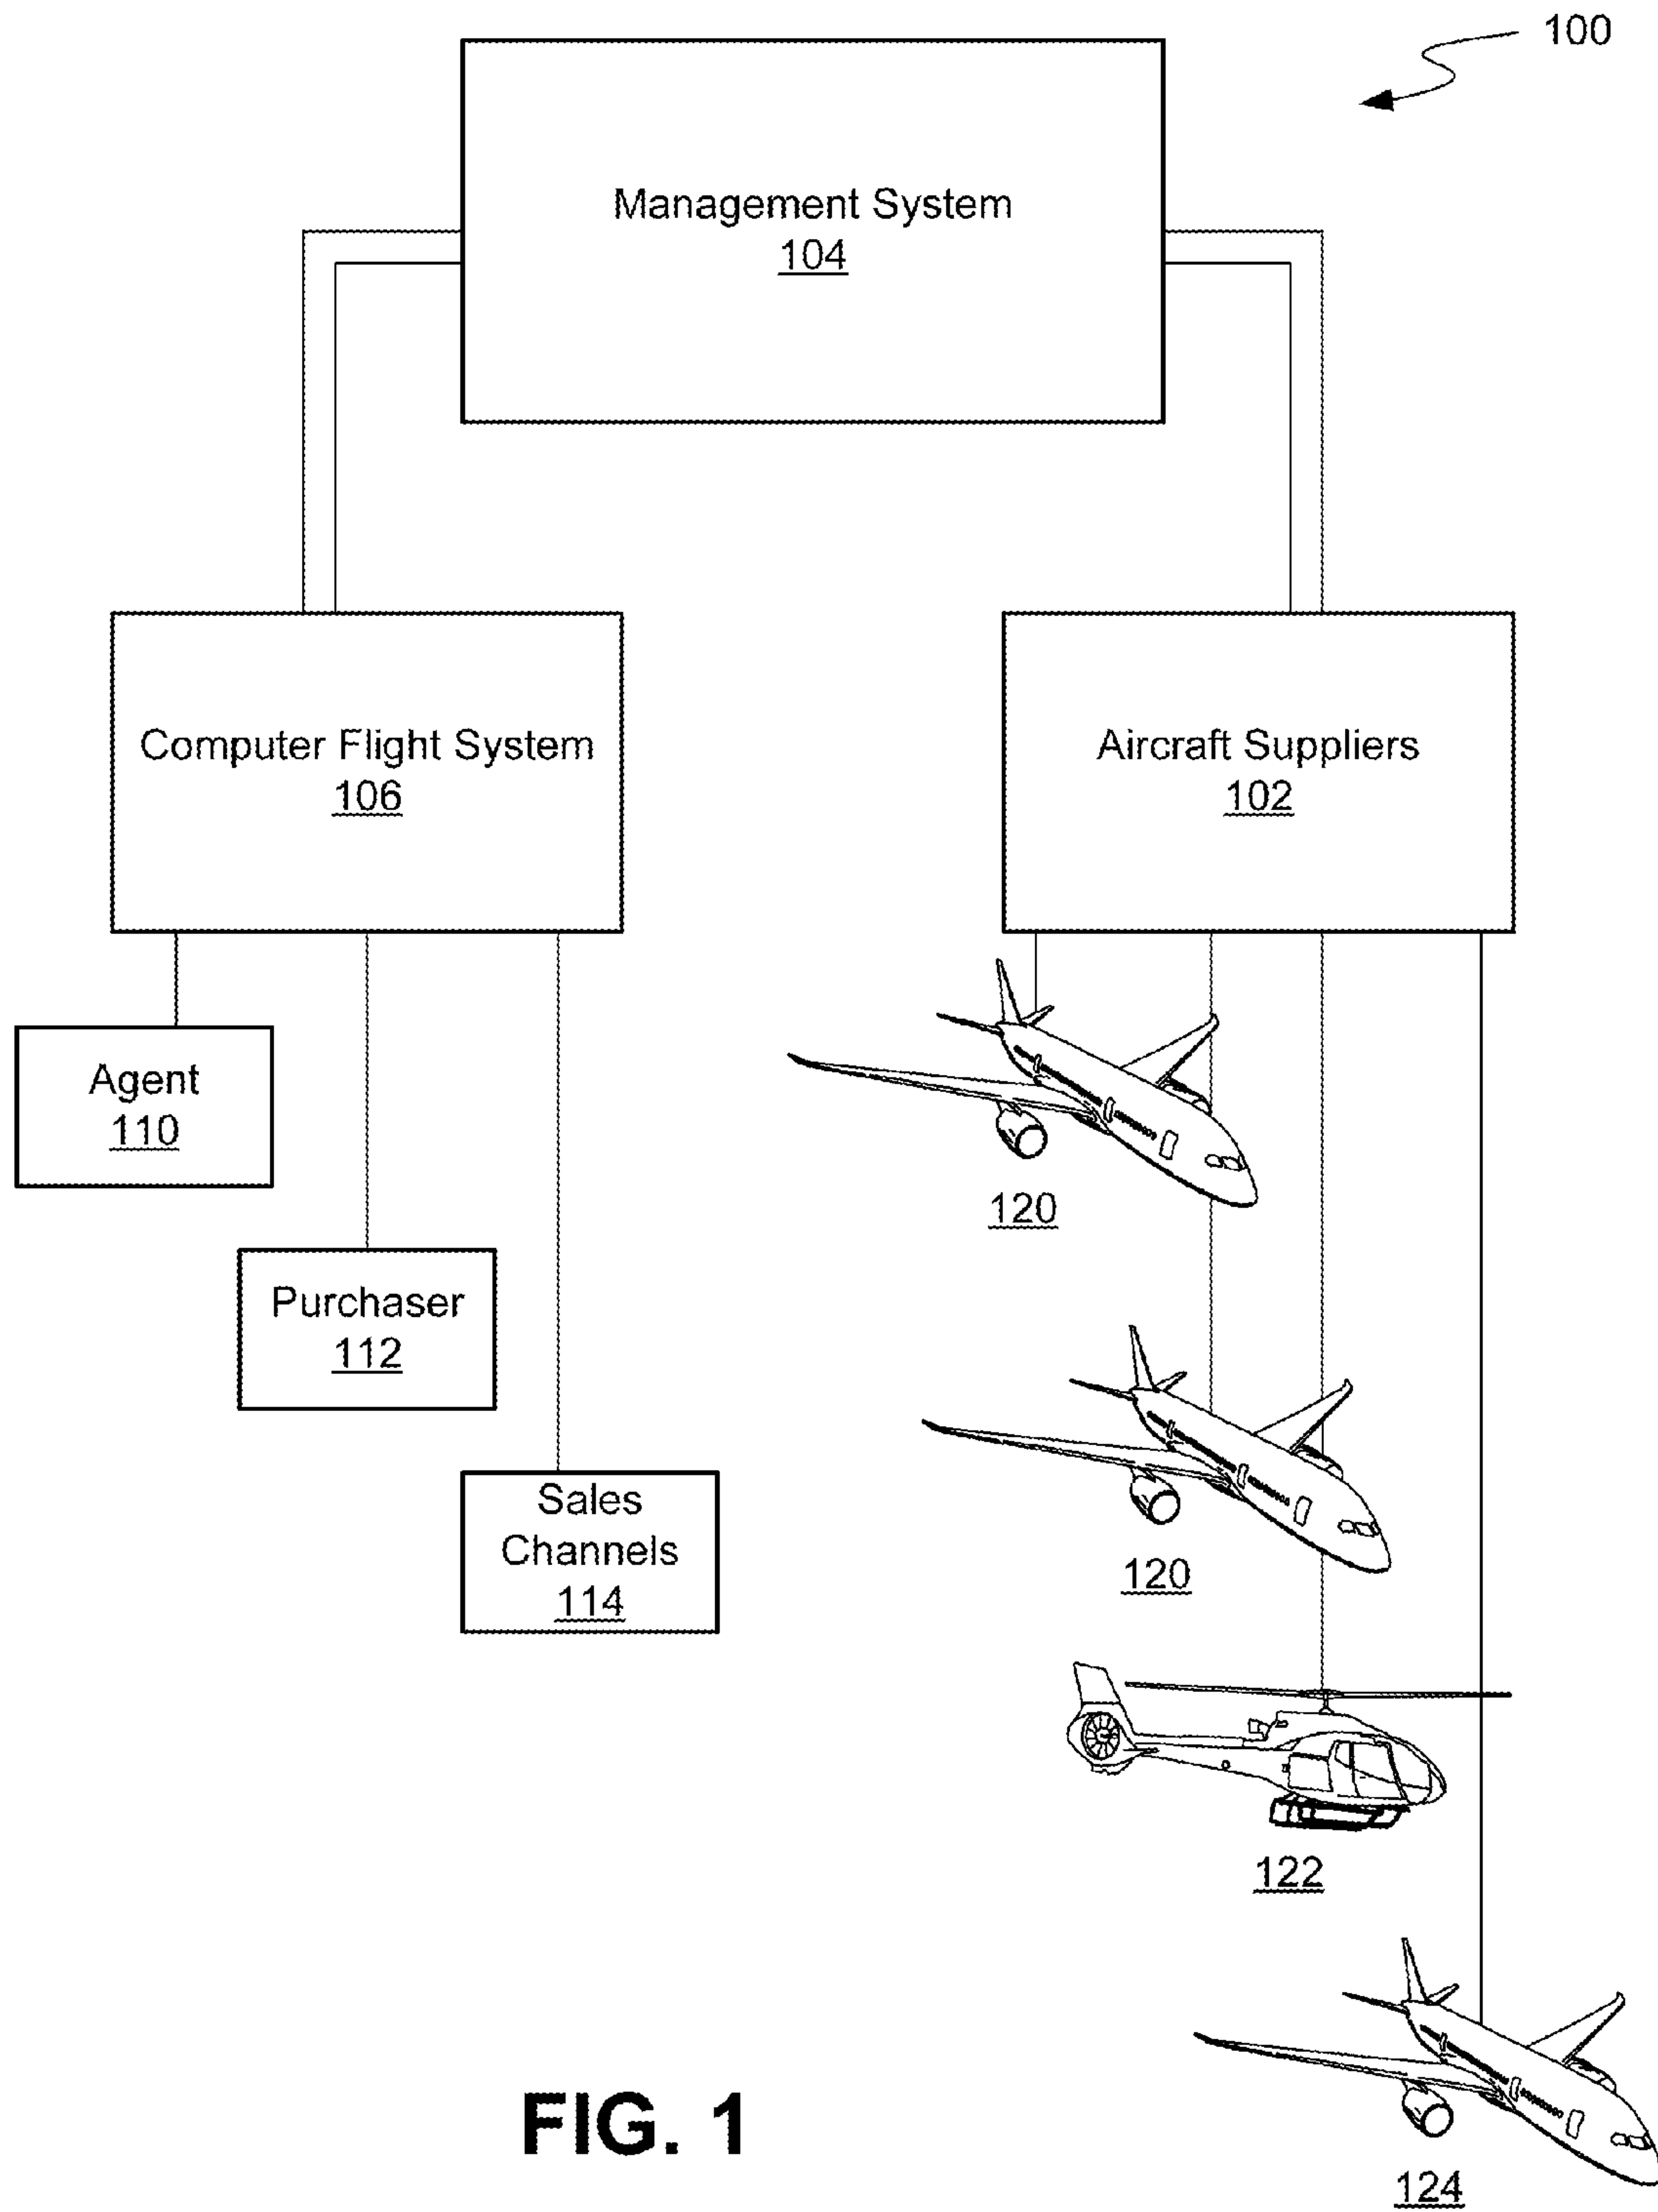 100
Management System
104
Computer Flight System
106
Aircraft Suppliers
102
Agent
110
120
Purchaser
112
Sales
Channels
114
120
122
FIG. 1
124